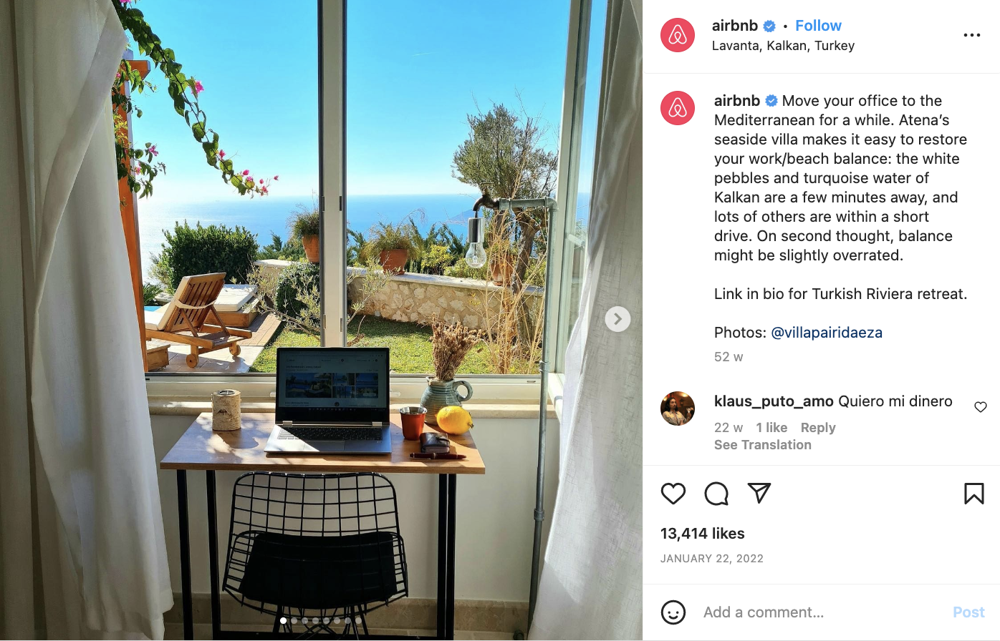 airbnb • Follow
Lavanta, Kalkan, Turkey
airbnb Move your office to the
Mediterranean for a while. Atena’s
seaside villa makes it easy to restore
your work/beach balance: the white
pebbles and turquoise water of
Kalkan are a few minutes away, and
lots of others are within a short
drive. On second thought, balance
might be slightly overrated.
Link in bio for Turkish Riviera retreat.
Photos: @villapairidaeza
52 w
klaus_puto_amo Quiero mi dinero
22 w 1 like Reply
See Translation
13,414 likes
JANUARY 22, 2022
Add a comment... Post